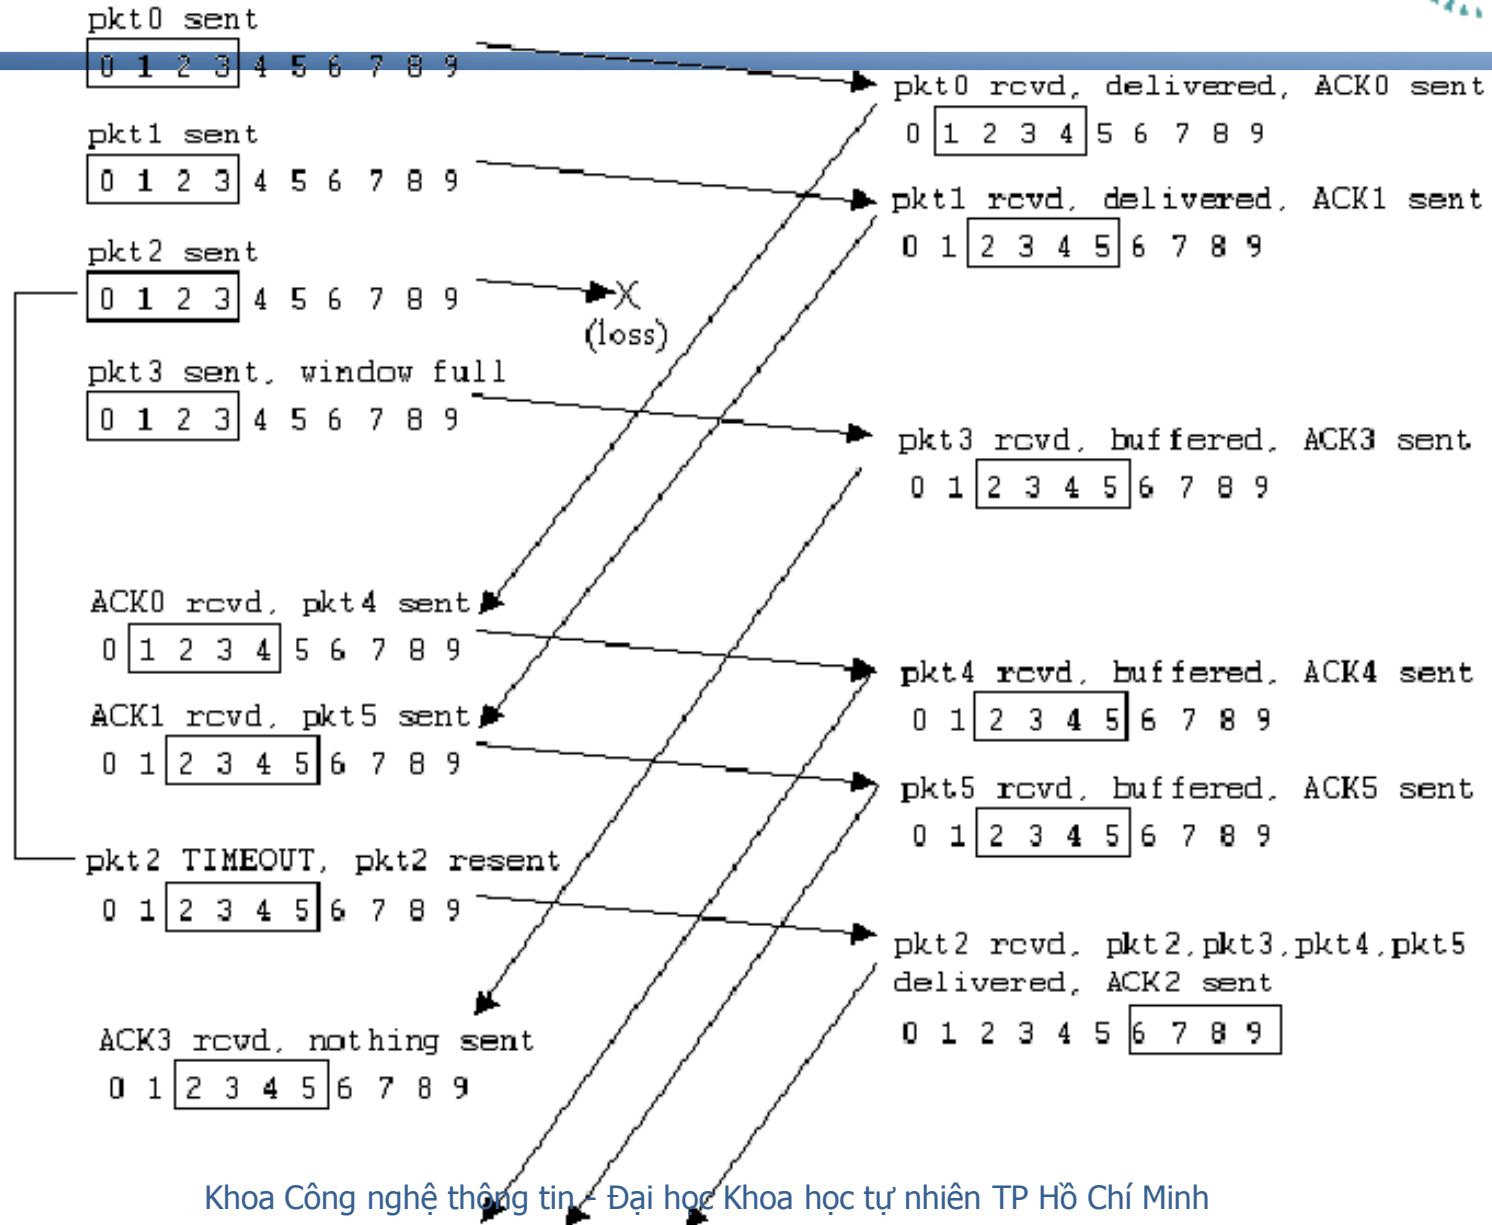 pkt0 sent
0 1 2 3 4 5 6 7 8 9
pkt1 sent
0 1 2 3 4 5 6 7 8 9
pkt2 sent
0 1 2 3 4 5 6 7 8 9
pkt3 sent, window full
0 1 2 3 4 5 6 7 8 9
ACK0 rcvd, pkt4 sent
0 1 2 3 4 5 6 7 8 9
ACK1 rcvd, pkt5 sent
0 1 2 3 4 5 6 7 8 9
pkt2 TIMEOUT, pkt2 resent
0 1 2 3 4 5 6 7 8 9
ACK3 rcvd, nothing sent
0 1 2 3 4 5 6 7 8 9
X
(loss)
pkt0 rcvd, delivered, ACK0 sent
0 1 2 3 4 5 6 7 8 9
pkt1 rcvd, delivered, ACK1 sent
0 1 2 3 4 5 6 7 8 9
pkt3 rcvd, buffered, ACK3 sent
0 1 2 3 4 5 6 7 8 9
pkt4 rcvd, buffered, ACK4 sent
0 1 2 3 4 5 6 7 8 9
pkt5 rcvd, buffered, ACK5 sent
0 1 2 3 4 5 6 7 8 9
pkt2 rcvd, pkt2,pkt3,pkt4,pkt5
delivered, ACK2 sent
0 1 2 3 4 5 6 7 8 9
Khoa Công nghệ thông tin - Đại học Khoa học tự nhiên TP Hồ Chí Minh